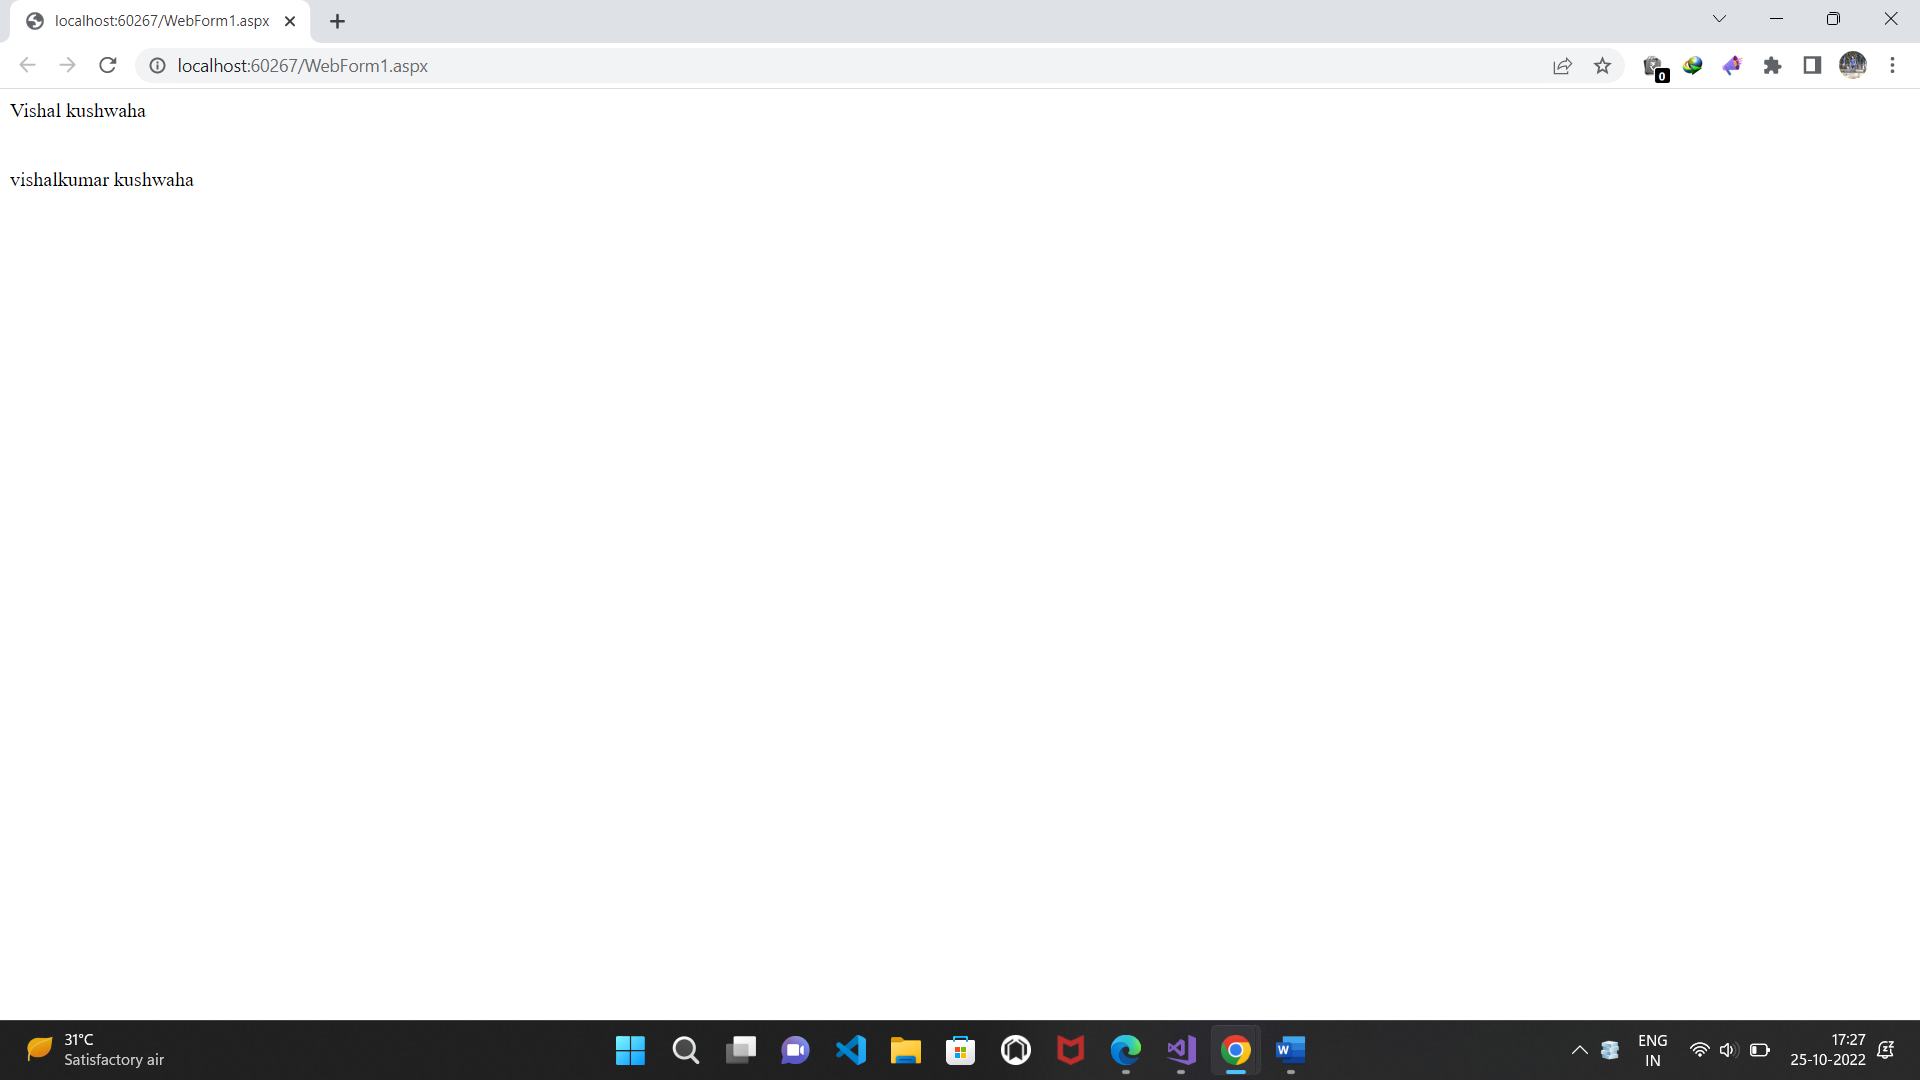 localhost:60267/WebForm1.aspx
localhost:60267/WebForm1.aspx
0
Vishal kushwaha
vishalkumar kushwaha
31°C
Satisfactory air
W
ENG
IN
17:27
25-10-2022